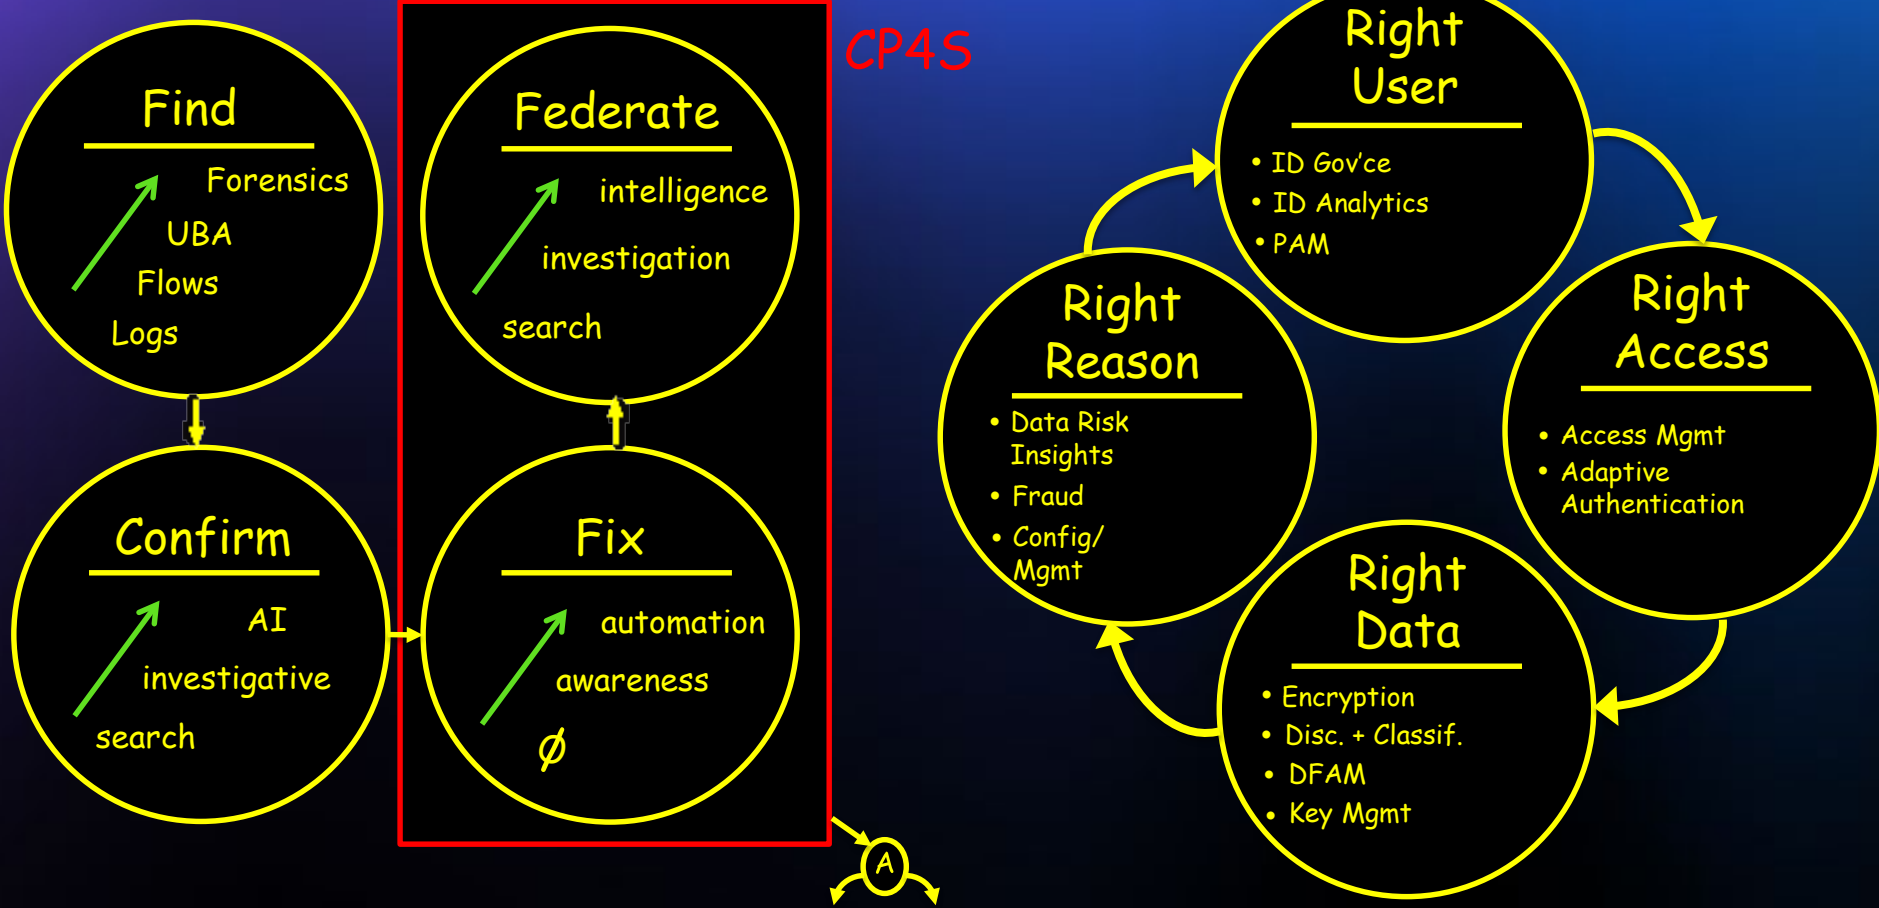 Find
Forensics
UBA
Flows
Logs
Confirm
AI
investigative
search
CP4S
Federate
intelligence
investigation
search
Fix
automation
awareness
ϕ
A
Right
User
• ID Gov'ce
• ID Analytics
• PAM
Right
Access
• Access Mgmt
• Adaptive
Authentication
Right
Data
• Encryption
• Disc. + Classif.
• DFAM
• Key Mgmt
Right
Reason
• Data Risk
Insights
• Fraud
• Config/
Mgmt